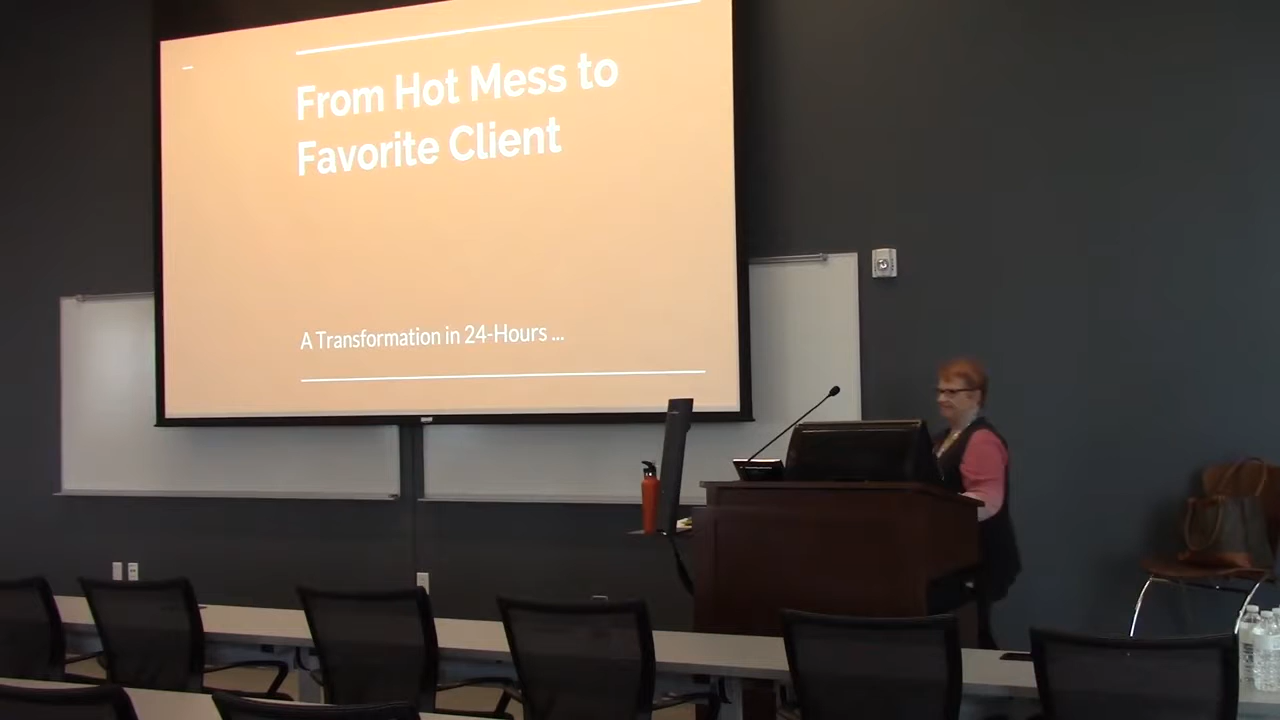 From Hot Mess to
Favorite Client
A Transformation in 24-Hours ...